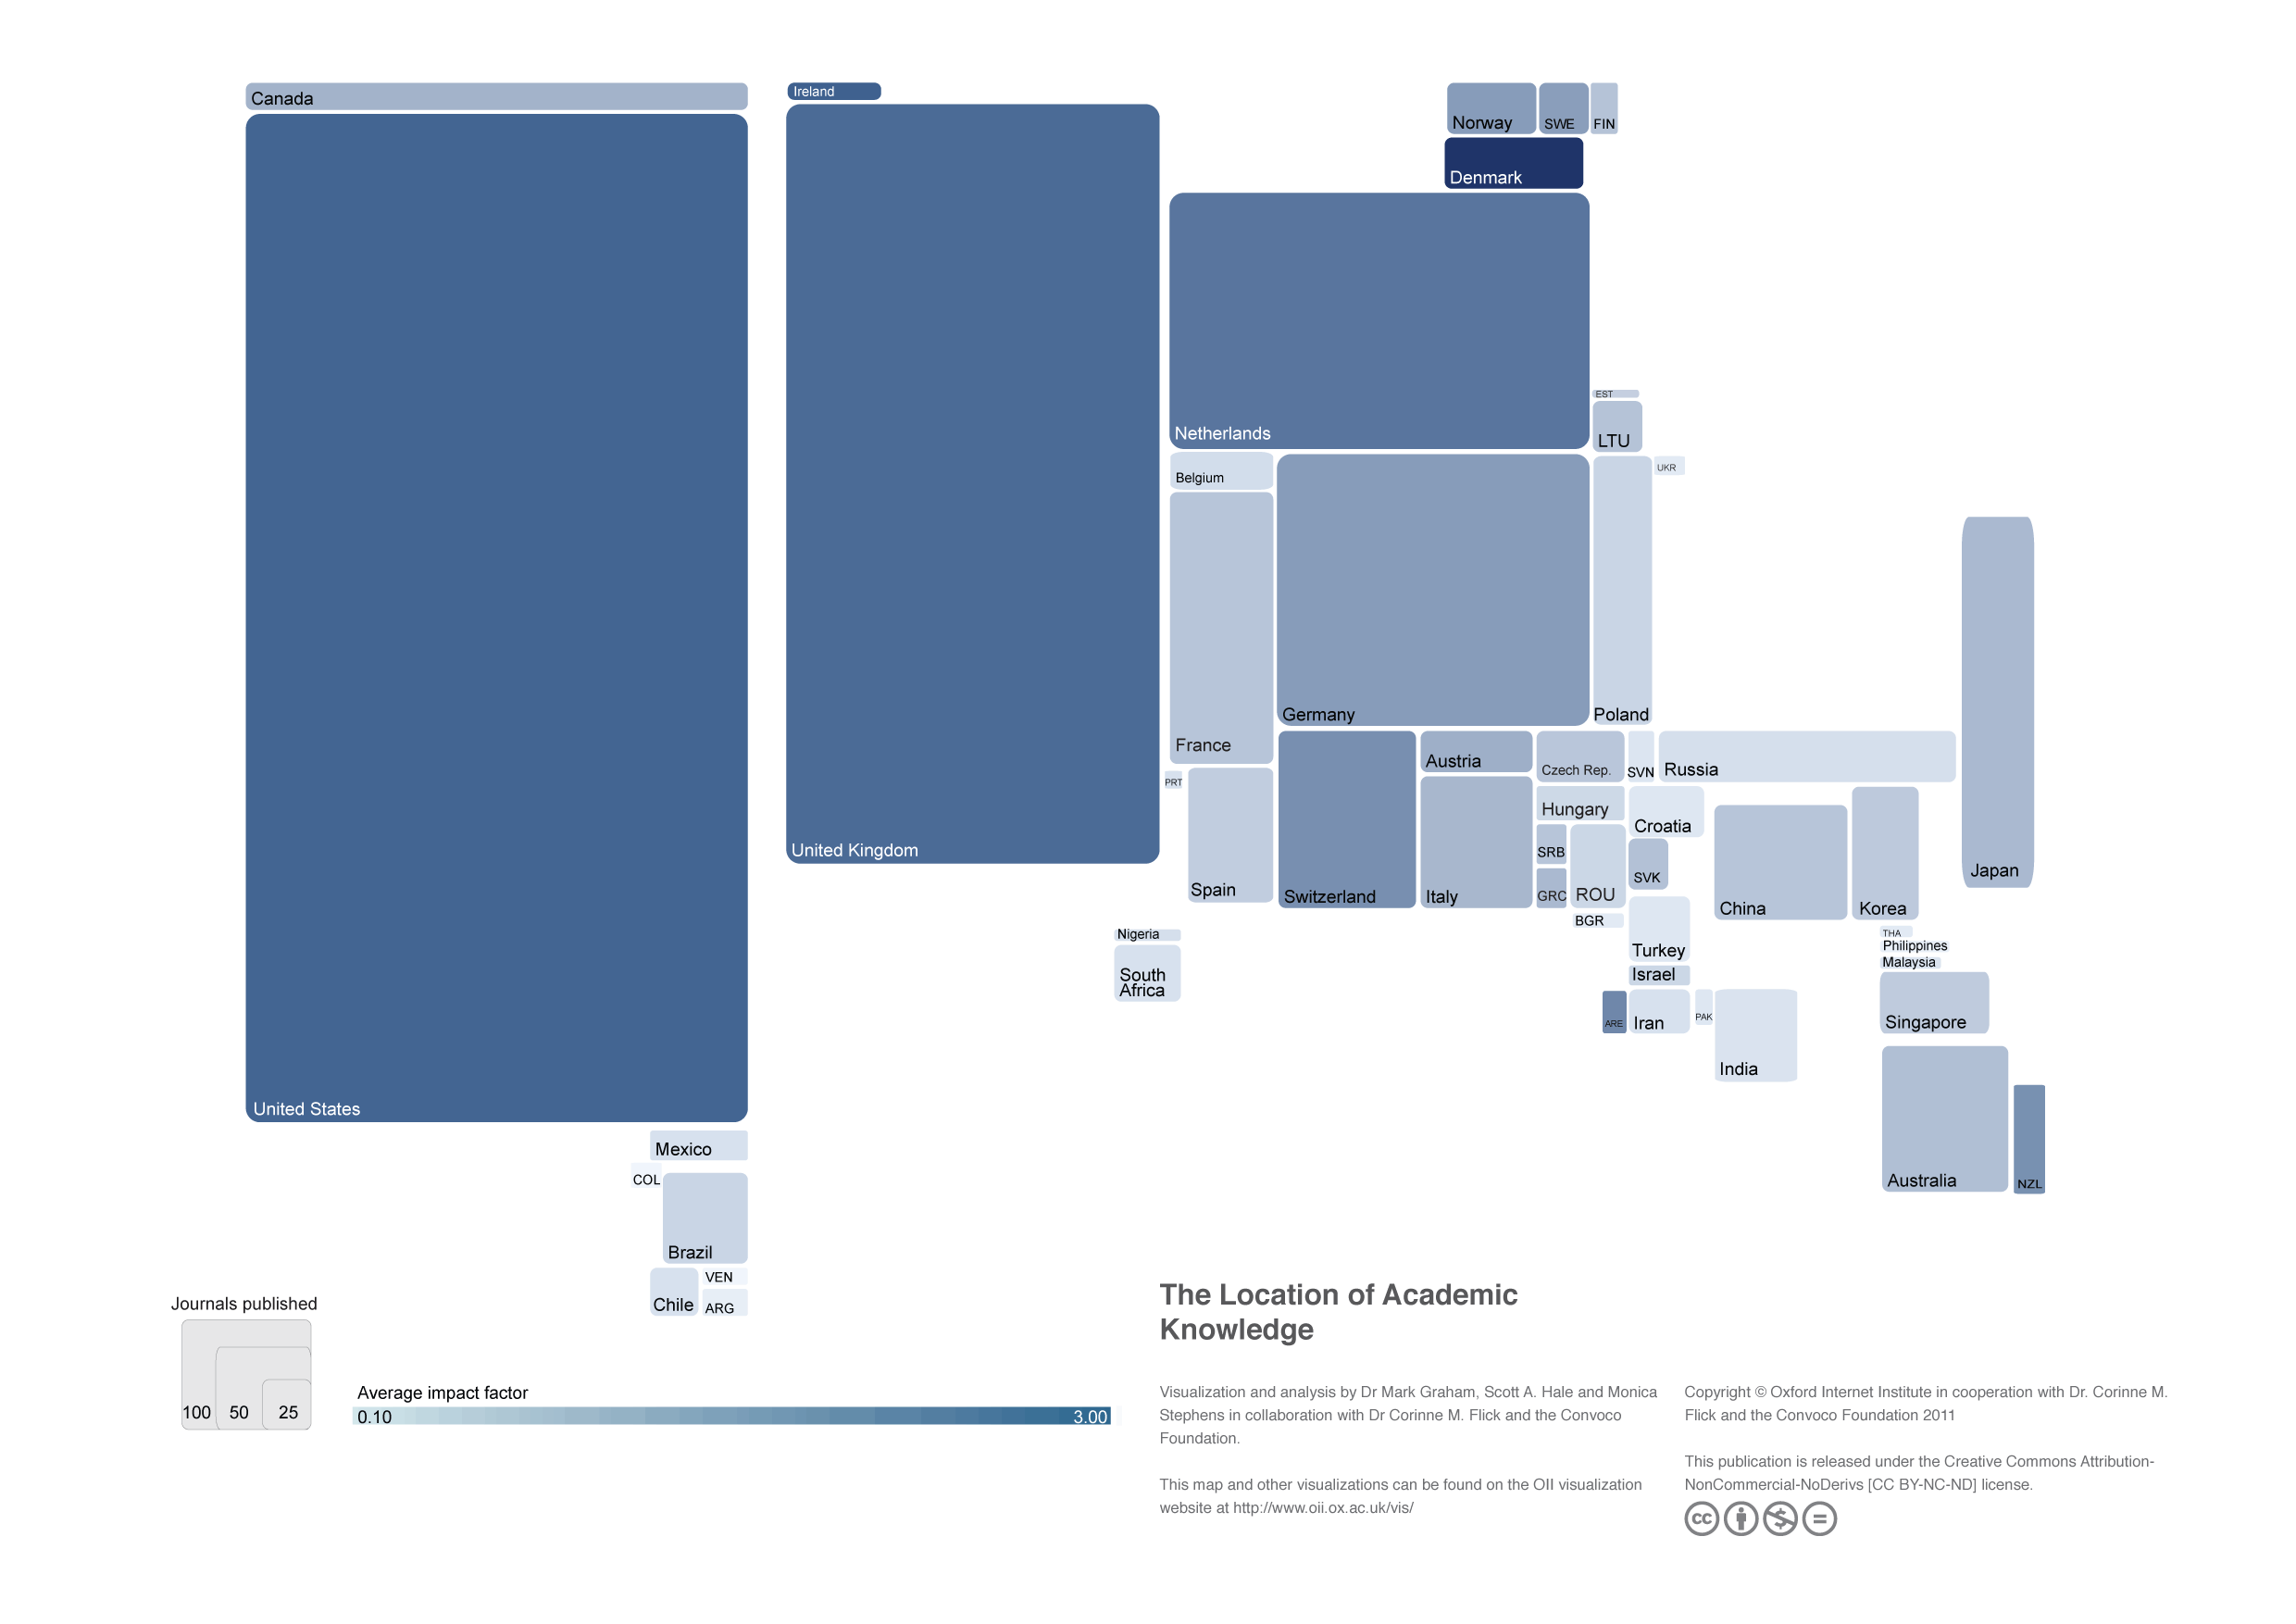 Canada
United States
Mexico
COL
Brazil
VEN
Chile
ARG
Ireland
United Kingdom
Norway
SWE
FIN
Denmark
Netherlands
EST
LTU
Belgium
UKR
France
Germany
Poland
PRT
Spain
Switzerland
Austria
Italy
Czech Rep.
SVN
Russia
Hungary
Croatia
SRB
SVK
GRC
ROU
BGR
Turkey
Israel
ARE
Iran
PAK
India
China
Korea
Japan
THA
Philippines
Malaysia
Singapore
Australia
NZL
Nigeria
South
Africa
Journals published
100
50
25
Average impact factor
0.10
3.00
The Location of Academic
Knowledge
Visualization and analysis by Dr Mark Graham, Scott A. Hale and Monica
Stephens in collaboration with Dr Corinne M. Flick and the Convoco
Foundation.
This map and other visualizations can be found on the OII visualization
website at http://www.oii.ox.ac.uk/vis/
Copyright © Oxford Internet Institute in cooperation with Dr. Corinne M.
Flick and the Convoco Foundation 2011
This publication is released under the Creative Commons Attribution-
NonCommercial-NoDerivs [CC BY-NC-ND] license.
cc